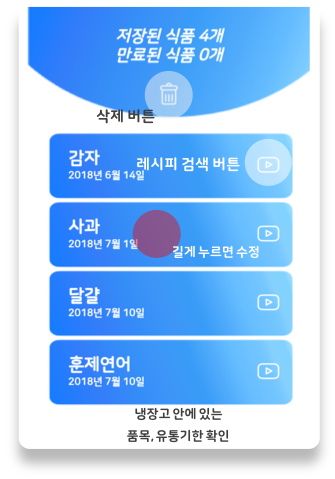 저장된 식품 4개
만료된 식품 0개
삭제 버튼
감자
레시피 검색 버튼
2018년 6월 14일
사과
2018년 7월 1일
길게 누르면 수정
달걀
2018년 7월 10일
훈제연어
2018년 7월 10일
냉장고 안에 있는
품목, 유통기한 확인